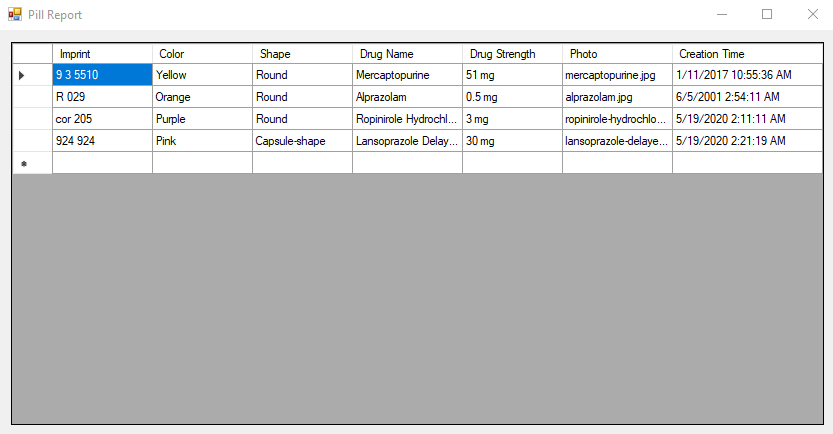 Pill Report
Imprint Color Shape Drug Name Drug Strength Photo Creation Time
9 3 5510 Yellow Round Mercaptopurine 51 mg mercaptopurine.jpg 1/11/2017 10:55:36 AM
R 029 Orange Round Alprazolam 0.5 mg alprazolam.jpg 6/5/2001 2:54:11 AM
cor 205 Purple Round Ropinirole Hydrochl... 3 mg ropinirole-hydrochlo... 5/19/2020 2:11:11 AM
924 924 Pink Capsule-shape Lansoprazole Delay... 30 mg lansoprazole-delaye... 5/19/2020 2:21:19 AM